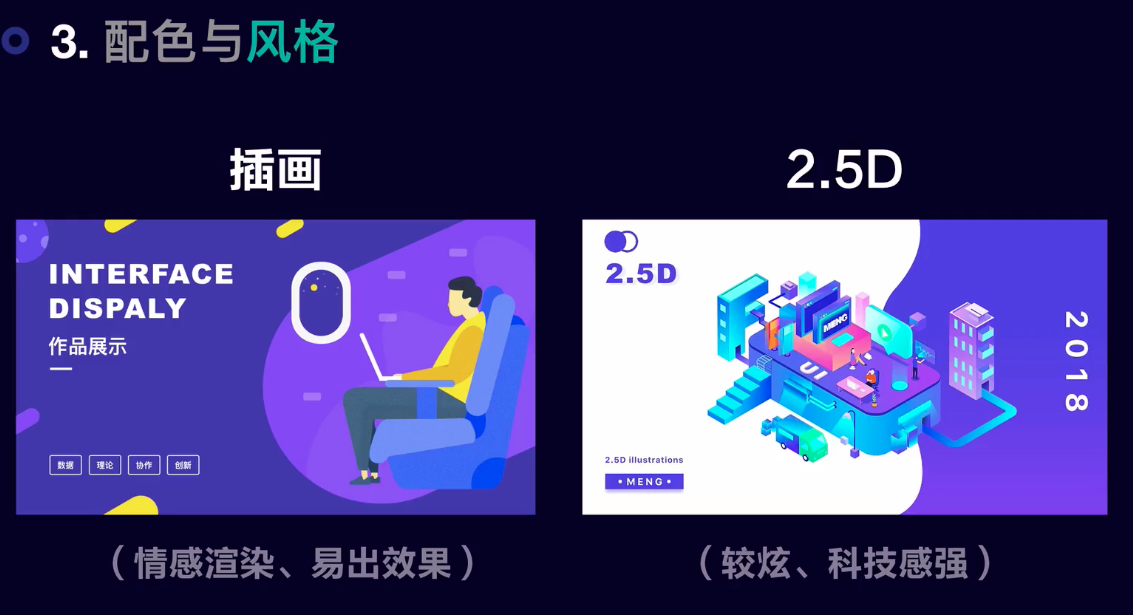 3. 配色与风格
插画
INTERFACE
DISPALY
作品展示
数据 理论 协作 创新
（情感渲染、易出效果）
2.5D
2.5D
MENG
UI
2018
2.5D illustrations
• MENG •
（较炫、科技感强）